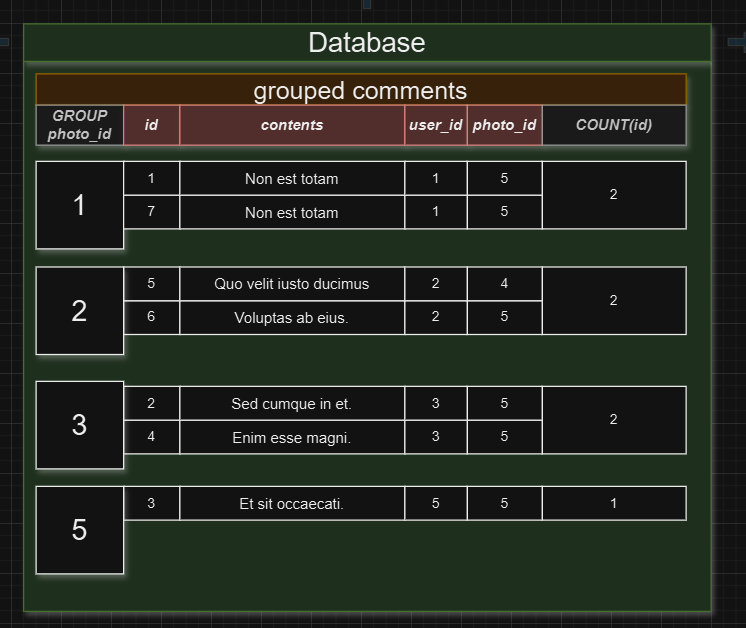 Database
grouped comments
GROUP photo_id id contents user_id photo_id COUNT(id)
1 1 Non est totam 1 5 2
7 Non est totam 1 5
2 5 Quo velit iusto ducimus 2 4 2
6 Voluptas ab eius. 2 5
3 2 Sed cumque in et. 3 5 2
4 Enim esse magni. 3 5
5 3 Et sit occaecati. 5 5 1